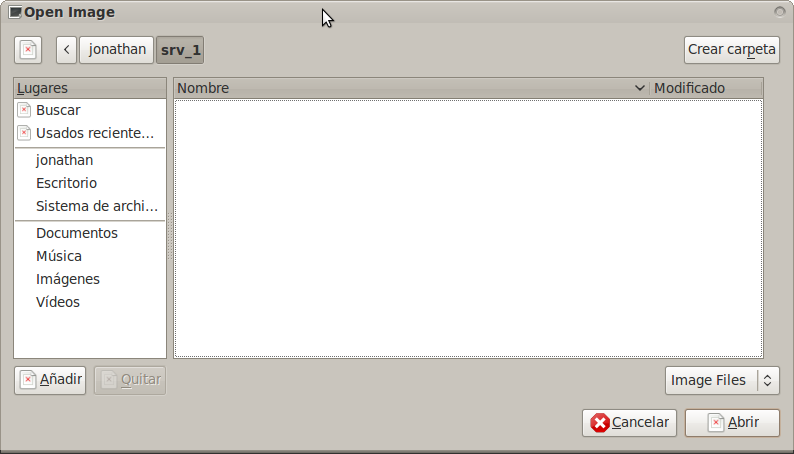 Open Image
< jonathan srv_1 Crear carpeta
Lugares Nombre Modificado
Buscar
Usados reciente...
jonathan
Escritorio
Sistema de archi...
Documentos
Música
Imágenes
Vídeos
Añadir Quitar Image Files
Cancelar Abrir